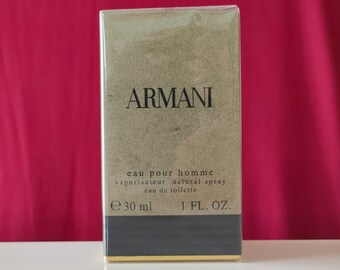 ARMANI
eau pour homme
vaporisateur natural spray
eau de toilette
℮ 30 ml 1 FL. OZ.